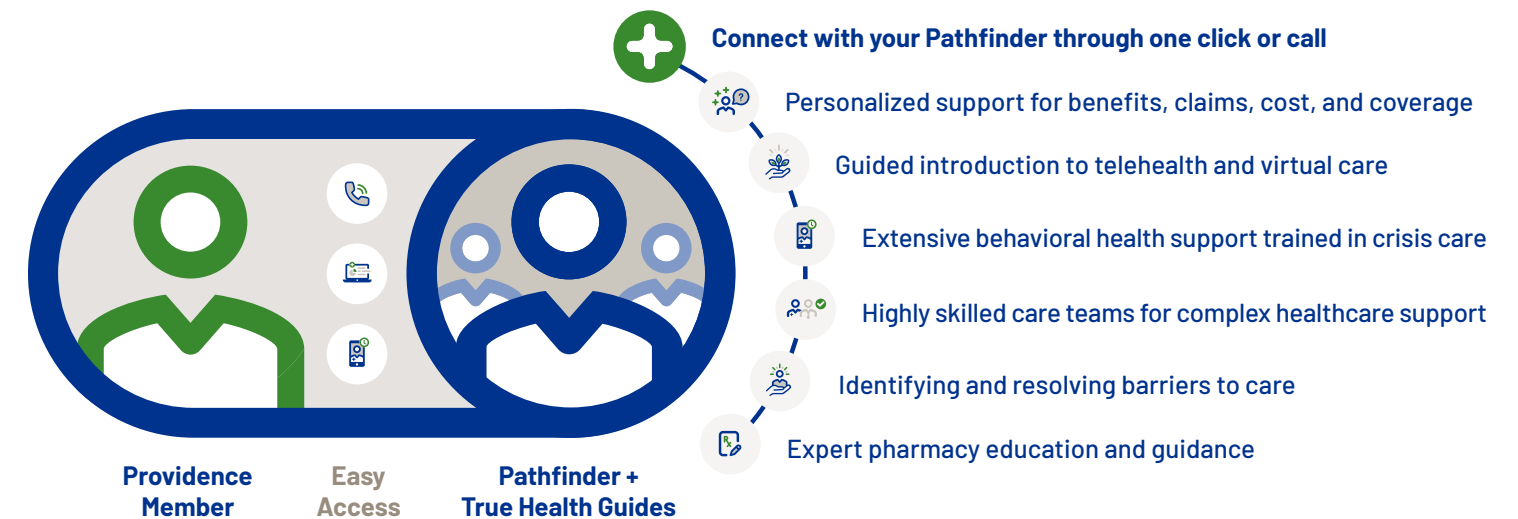 Connect with your Pathfinder through one click or call
Personalized support for benefits, claims, cost, and coverage
Guided introduction to telehealth and virtual care
Extensive behavioral health support trained in crisis care
Highly skilled care teams for complex healthcare support
Identifying and resolving barriers to care
Expert pharmacy education and guidance
Providence
Member
Easy
Access
Pathfinder +
True Health Guides